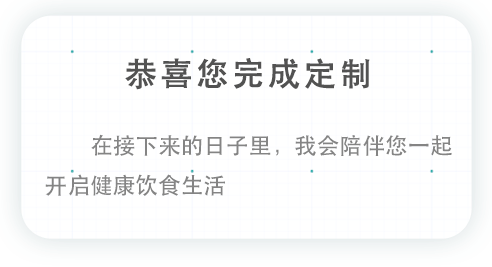 恭喜您完成定制
在接下来的日子里，我会陪伴您一起
开启健康饮食生活